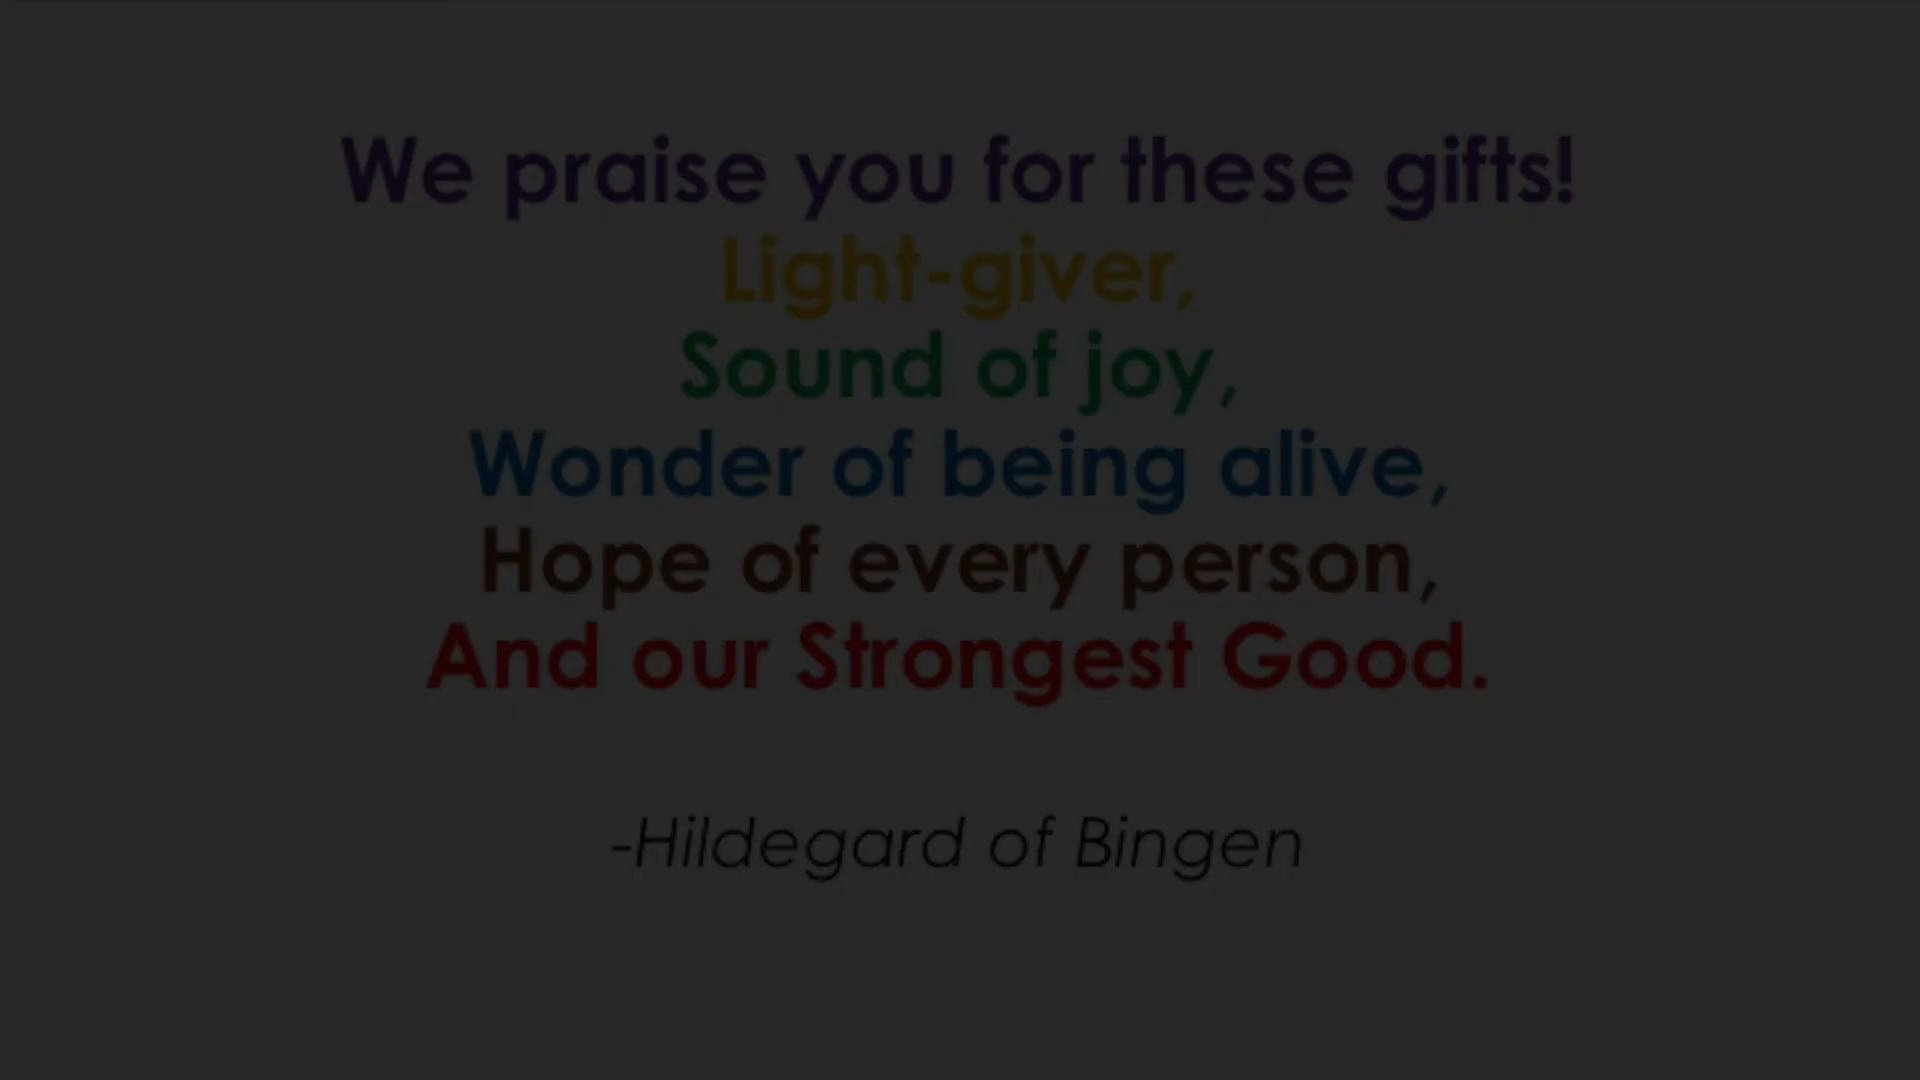 We praise you for these gifts!
Light-giver,
Sound of joy,
Wonder of being alive,
Hope of every person,
And our Strongest Good.
-Hildegard of Bingen